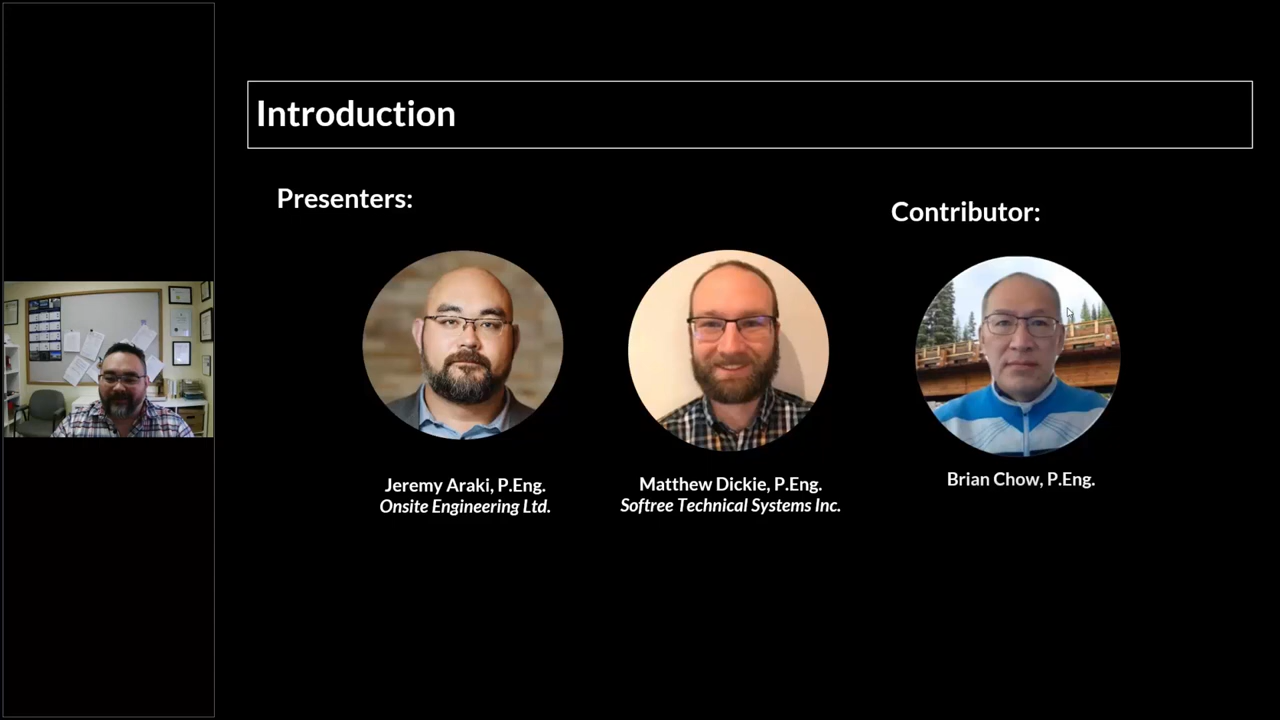 Introduction
Presenters:
Contributor:
Jeremy Araki, P.Eng.
Onsite Engineering Ltd.
Matthew Dickie, P.Eng.
Softree Technical Systems Inc.
Brian Chow, P.Eng.